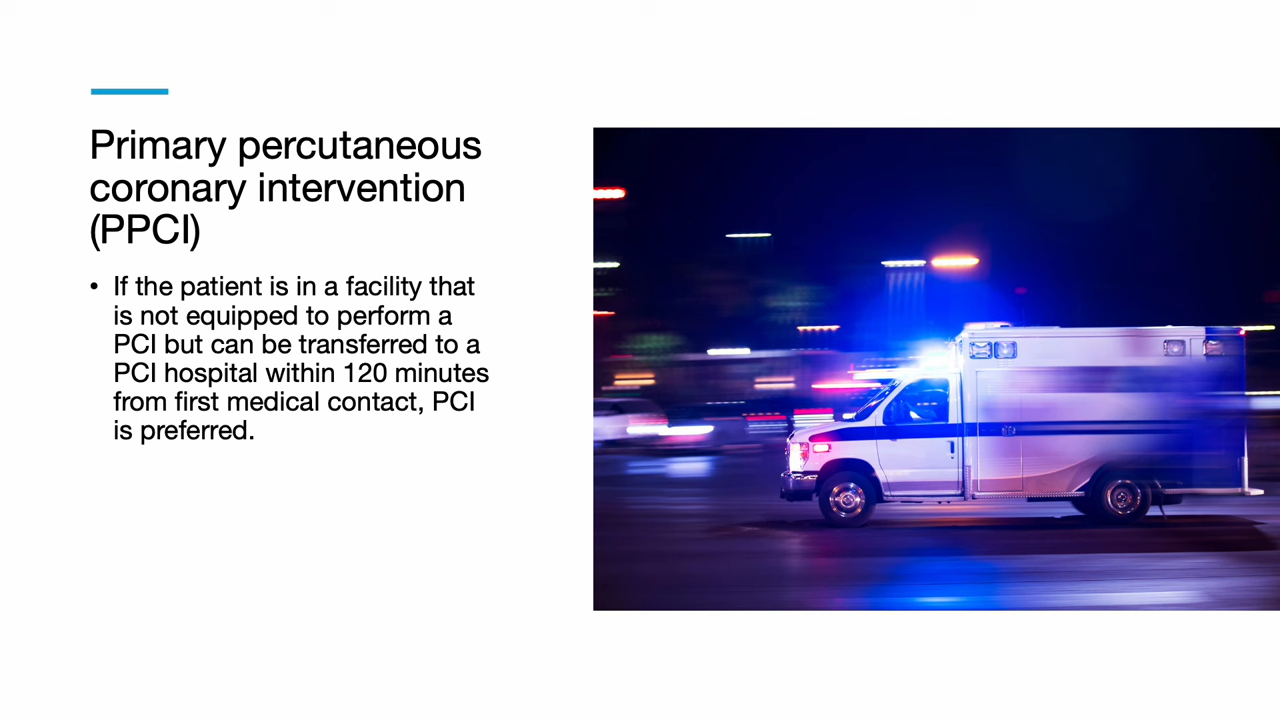 Primary percutaneous
coronary intervention
(PPCI)
• If the patient is in a facility that
is not equipped to perform a
PCI but can be transferred to a
PCI hospital within 120 minutes
from first medical contact, PCI
is preferred.